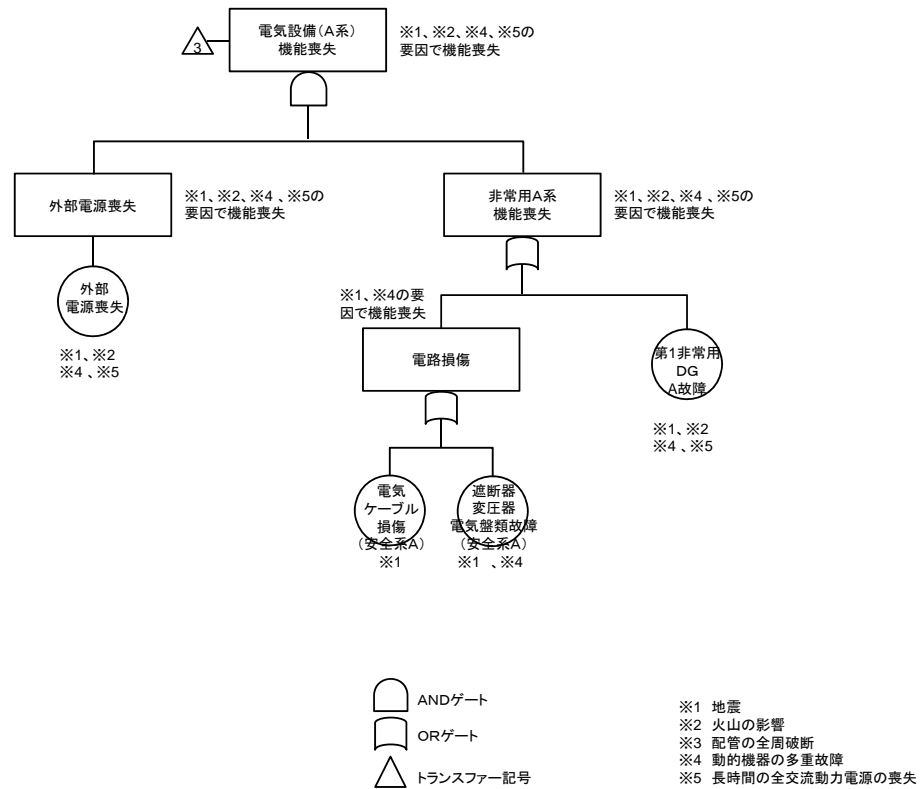 電気設備(A系)
機能喪失
※1、※2、※4、※5の
要因で機能喪失
3
外部電源喪失
※1、※2、※4 、※5の
要因で機能喪失
非常用A系
機能喪失
※1、※2、※4 、※5の
要因で機能喪失
外部
電源喪失
※1、※2
※4 、※5
※1、※4の要
因で機能喪失
電路損傷
第1非常用
DG
A故障
※1、※2
※4 、※5
電気
ケーブル
損傷
(安全系A)
※1
遮断器
変圧器
電気盤類故障
(安全系A)
※1 、※4
ANDゲート
ORゲート
トランスファー記号
※1 地震
※2 火山の影響
※3 配管の全周破断
※4 動的機器の多重故障
※5 長時間の全交流動力電源の喪失